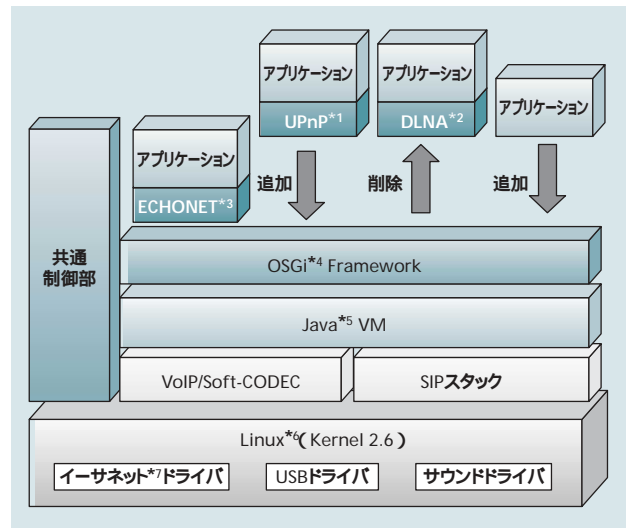 アプリケーション
UPnP*1
アプリケーション
DLNA*2
アプリケーション
アプリケーション
ECHONET*3
追加
削除
追加
共通
制御部
OSGi*4 Framework
Java*5 VM
VoIP/Soft-CODEC
SIPスタック
Linux*6(Kernel 2.6)
イーサネット*7ドライバ
USBドライバ
サウンドドライバ